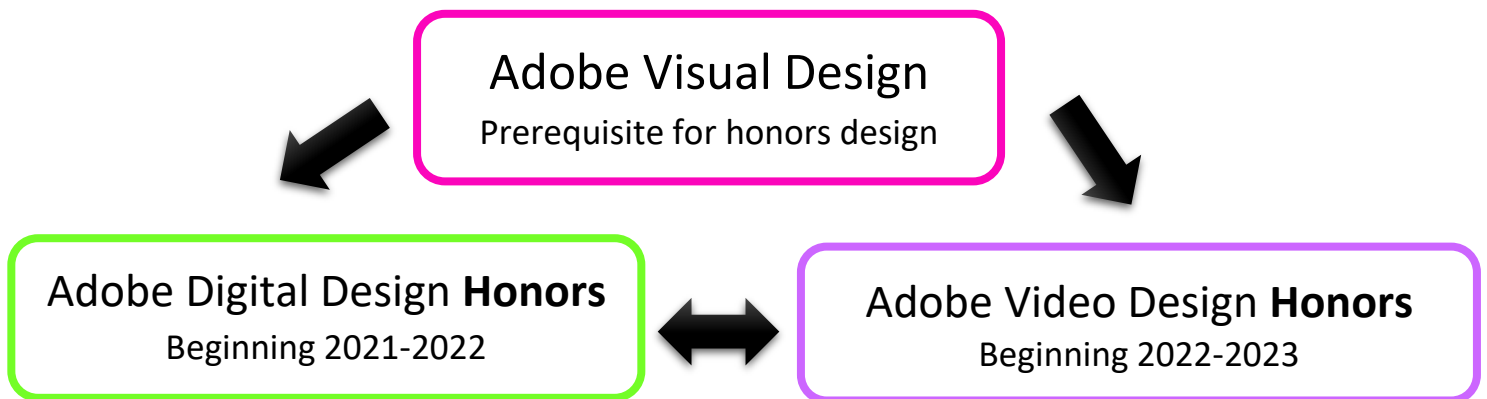 Adobe Visual Design
Prerequisite for honors design
Adobe Digital Design Honors
Beginning 2021-2022
Adobe Video Design Honors
Beginning 2022-2023